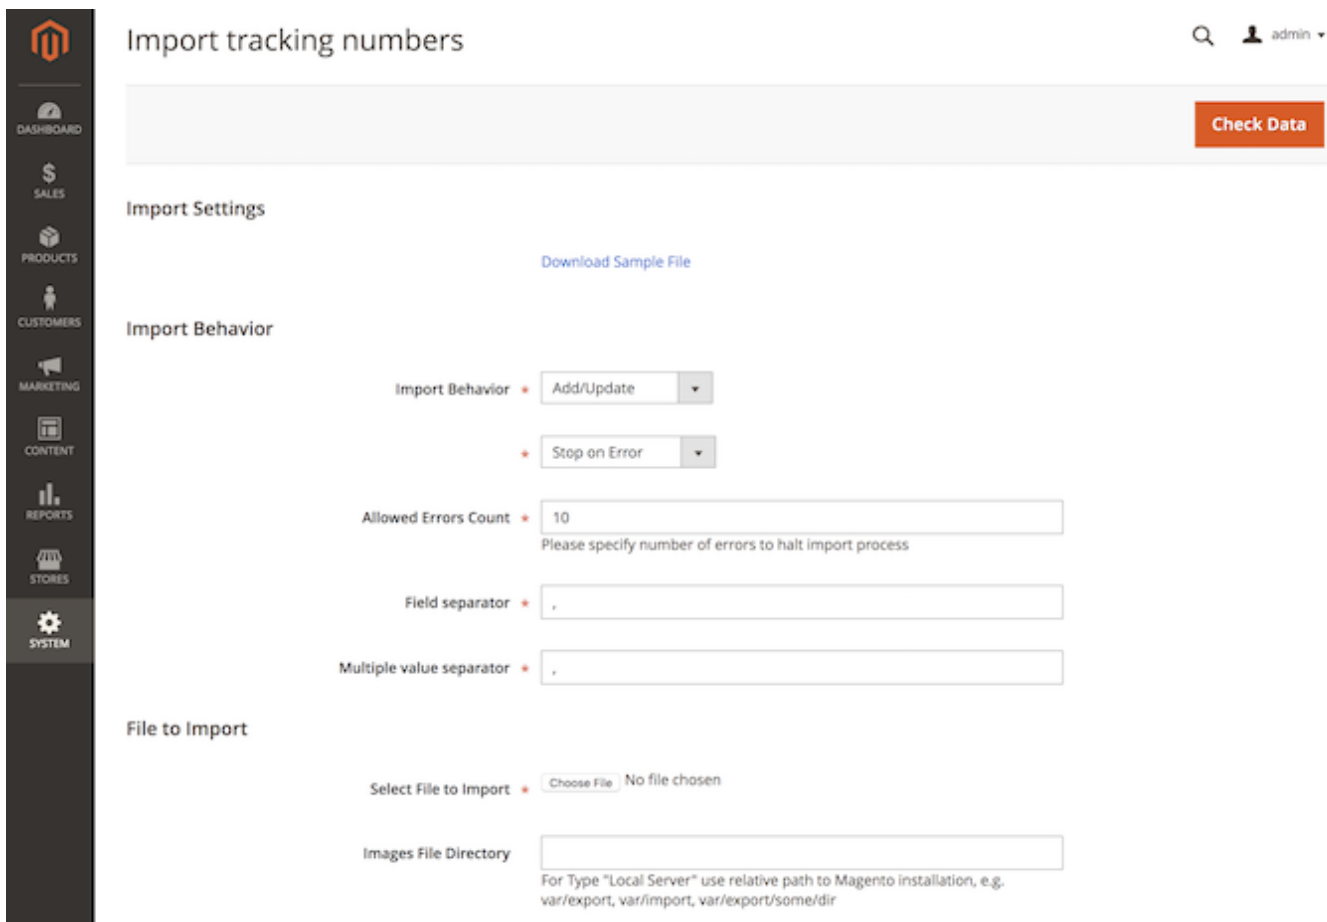 Import tracking numbers
admin
DASHBOARD
Check Data
SALES
Import Settings
PRODUCTS
Download Sample File
CUSTOMERS
Import Behavior
MARKETING
Import Behavior * Add/Update
CONTENT
* Stop on Error
REPORTS
Allowed Errors Count * 10
Please specify number of errors to halt import process
STORES
Field separator * ,
SYSTEM
Multiple value separator * ,
File to Import
Select File to Import * Choose File No file chosen
Images File Directory
For Type "Local Server" use relative path to Magento installation, e.g.
var/export, var/import, var/export/some/dir